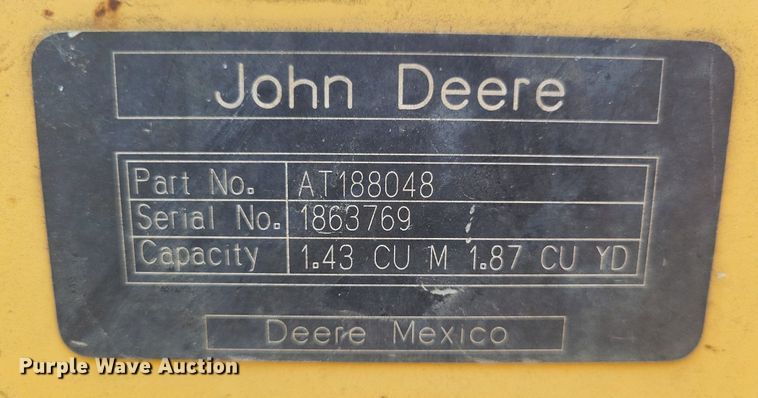 John Deere
Part No. AT188048
Serial No. 1863769
Capacity 1.43 CU M 1.87 CU YD
Deere Mexico
Purple Wave Auction